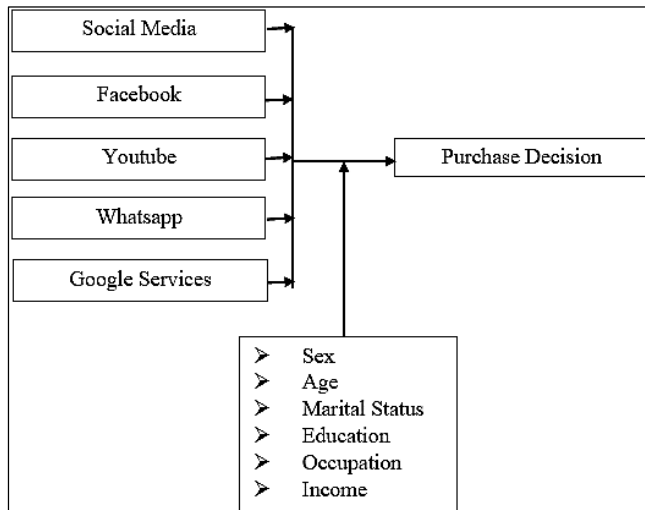 Social Media
Facebook
Youtube
Whatsapp
Google Services
Purchase Decision
Sex
Age
Marital Status
Education
Occupation
Income